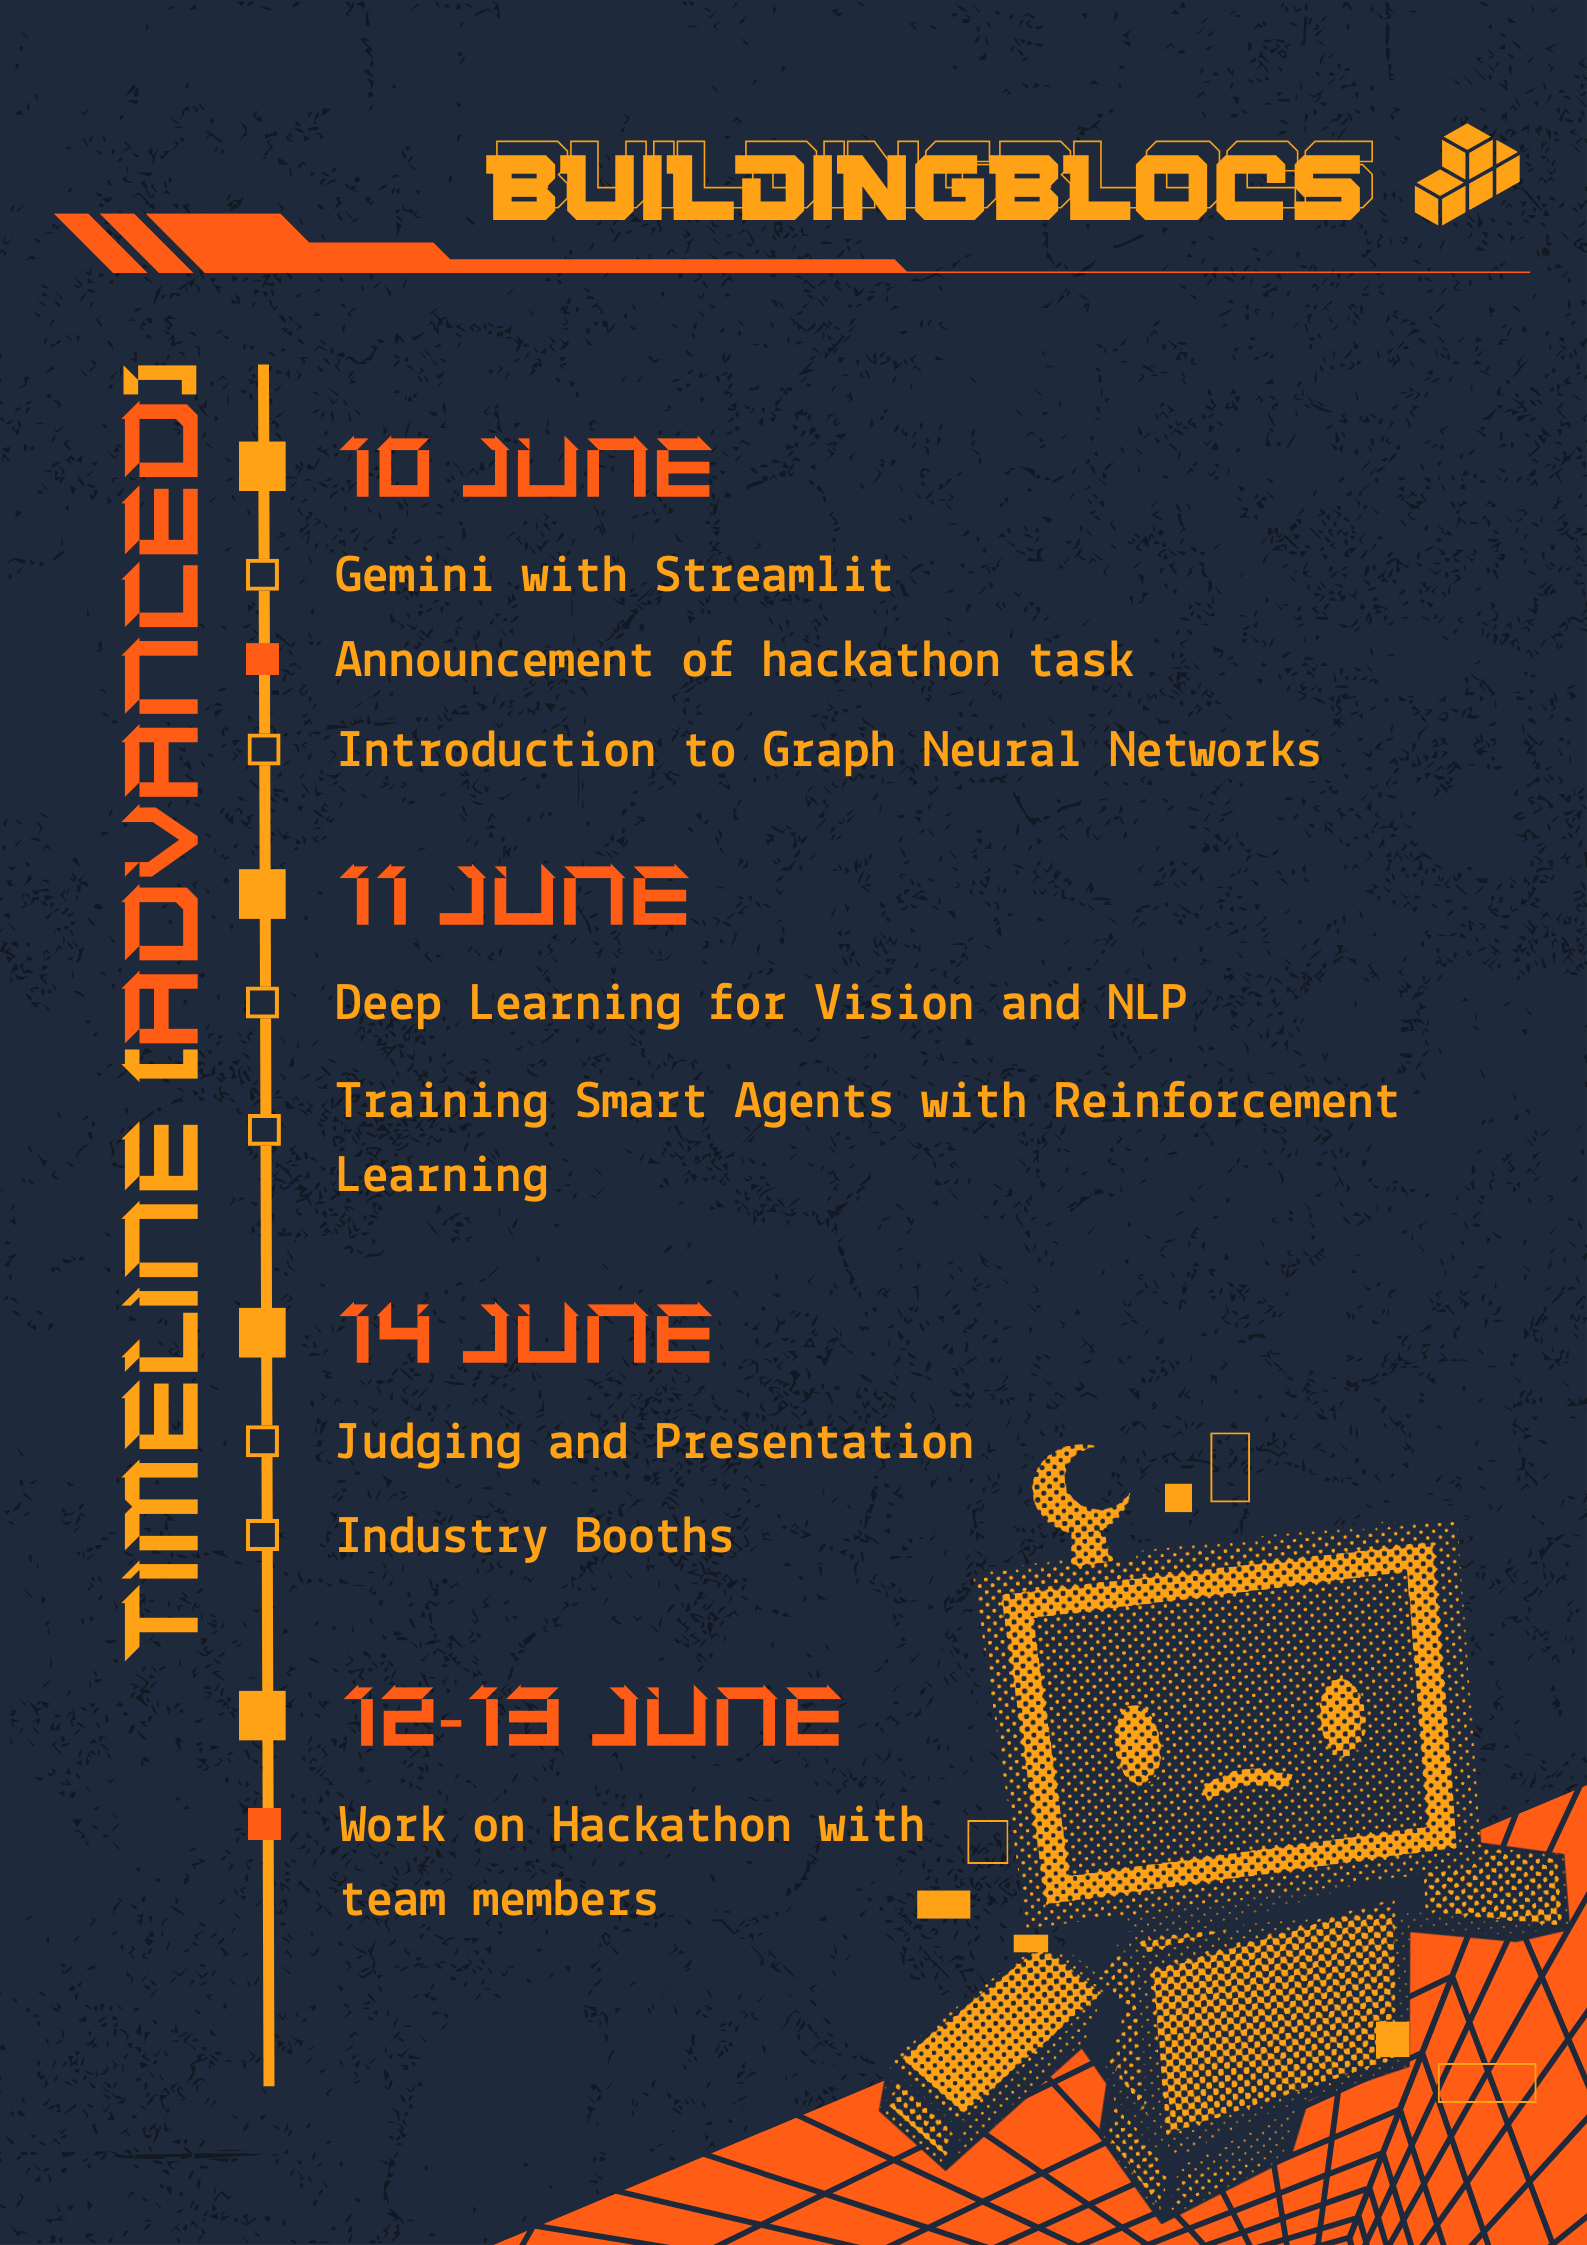 BUILDINGBLOCS
TIMELINE [ADVANCED]
10 JUNE
Gemini with Streamlit
Announcement of hackathon task
Introduction to Graph Neural Networks
11 JUNE
Deep Learning for Vision and NLP
Training Smart Agents with Reinforcement
Learning
14 JUNE
Judging and Presentation
Industry Booths
12-13 JUNE
Work on Hackathon with
team members